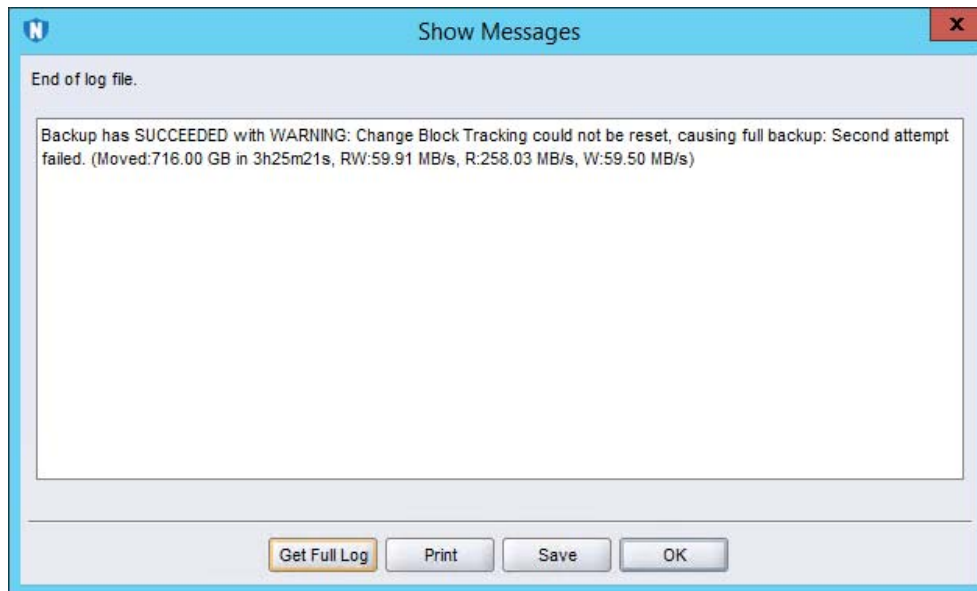 Show Messages
x
End of log file.
Backup has SUCCEEDED with WARNING: Change Block Tracking could not be reset, causing full backup: Second attempt
failed. (Moved:716.00 GB in 3h25m21s, RW:59.91 MB/s, R:258.03 MB/s, W:59.50 MB/s)
Get Full Log Print Save OK